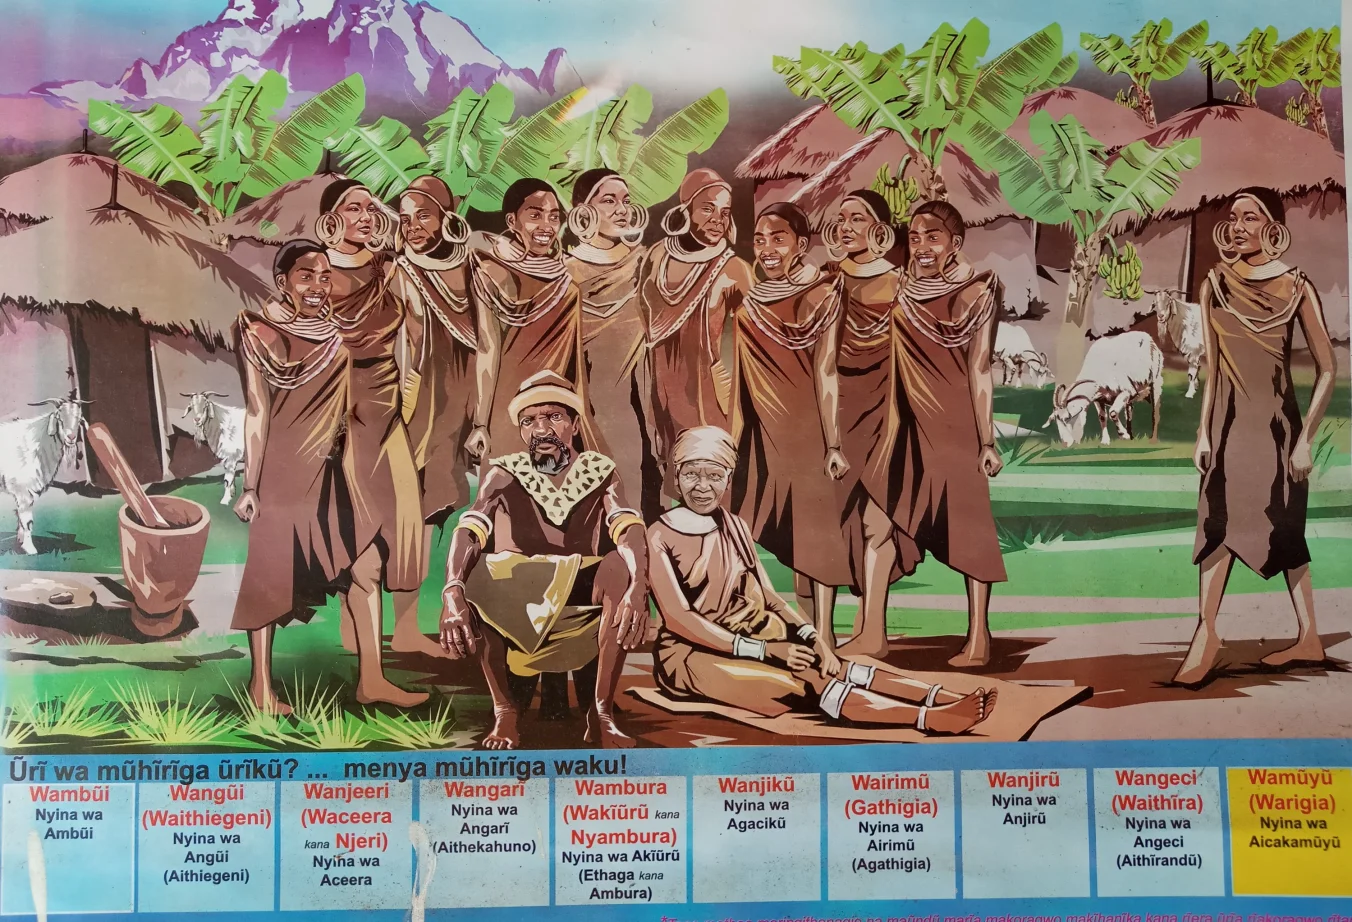 Ũrĩ wa mũhĩrĩga ũrĩkũ? ... menya mũhĩrĩga waku!
Wambũi
Nyina wa
Ambũi
Wangũi
(Waithiegeni)
Nyina wa
Angũi
(Aithiegeni)
Wanjeeri
(Waceera
kana Njeri)
Nyina wa
Aceera
Wangarĩ
Nyina wa
Angarĩ
(Aithekahuno)
Wambura
(Wakĩũrũ kana
Nyambura)
Nyina wa Akĩũrũ
(Ethaga kana
Ambura)
Wanjikũ
Nyina wa
Agacikũ
Wairimũ
(Gathigia)
Nyina wa
Airimũ
(Agathigia)
Wanjirũ
Nyina wa
Anjirũ
Wangeci
(Waithĩra)
Nyina wa
Angeci
(Aithĩrandũ)
Wamũyũ
(Warigia)
Nyina wa
Aicakamũyũ